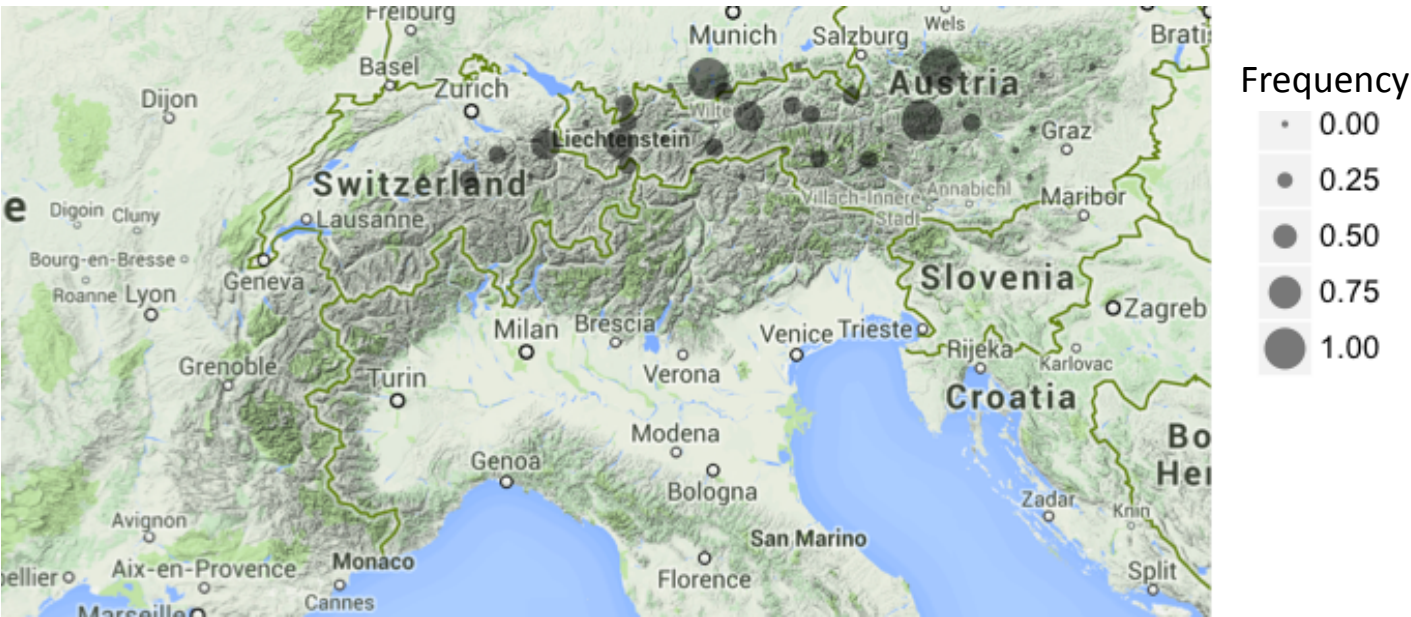 Freiburg
Munich
Salzburg
Wels
Basel
Zurich
Austria
Dijon
Frequency
0.00
0.25
0.50
0.75
1.00
Liechtenstein
Graz
Switzerland
e
Digoin
Cluny
Lausanne
Villach-Innere
Stadt
Annabichl
Maribor
Bourg-en-Bresse
Geneva
Slovenia
Roanne
Lyon
Zagreb
Milan
Brescia
Venice
Trieste
Rijeka
Karlovac
Grenoble
Turin
Verona
Croatia
Modena
Bo
Her
Genoa
Bologna
Zadar
Knin
Avignon
San Marino
Monaco
Aix-en-Provence
Florence
Split
pellier
Cannes
Marseille